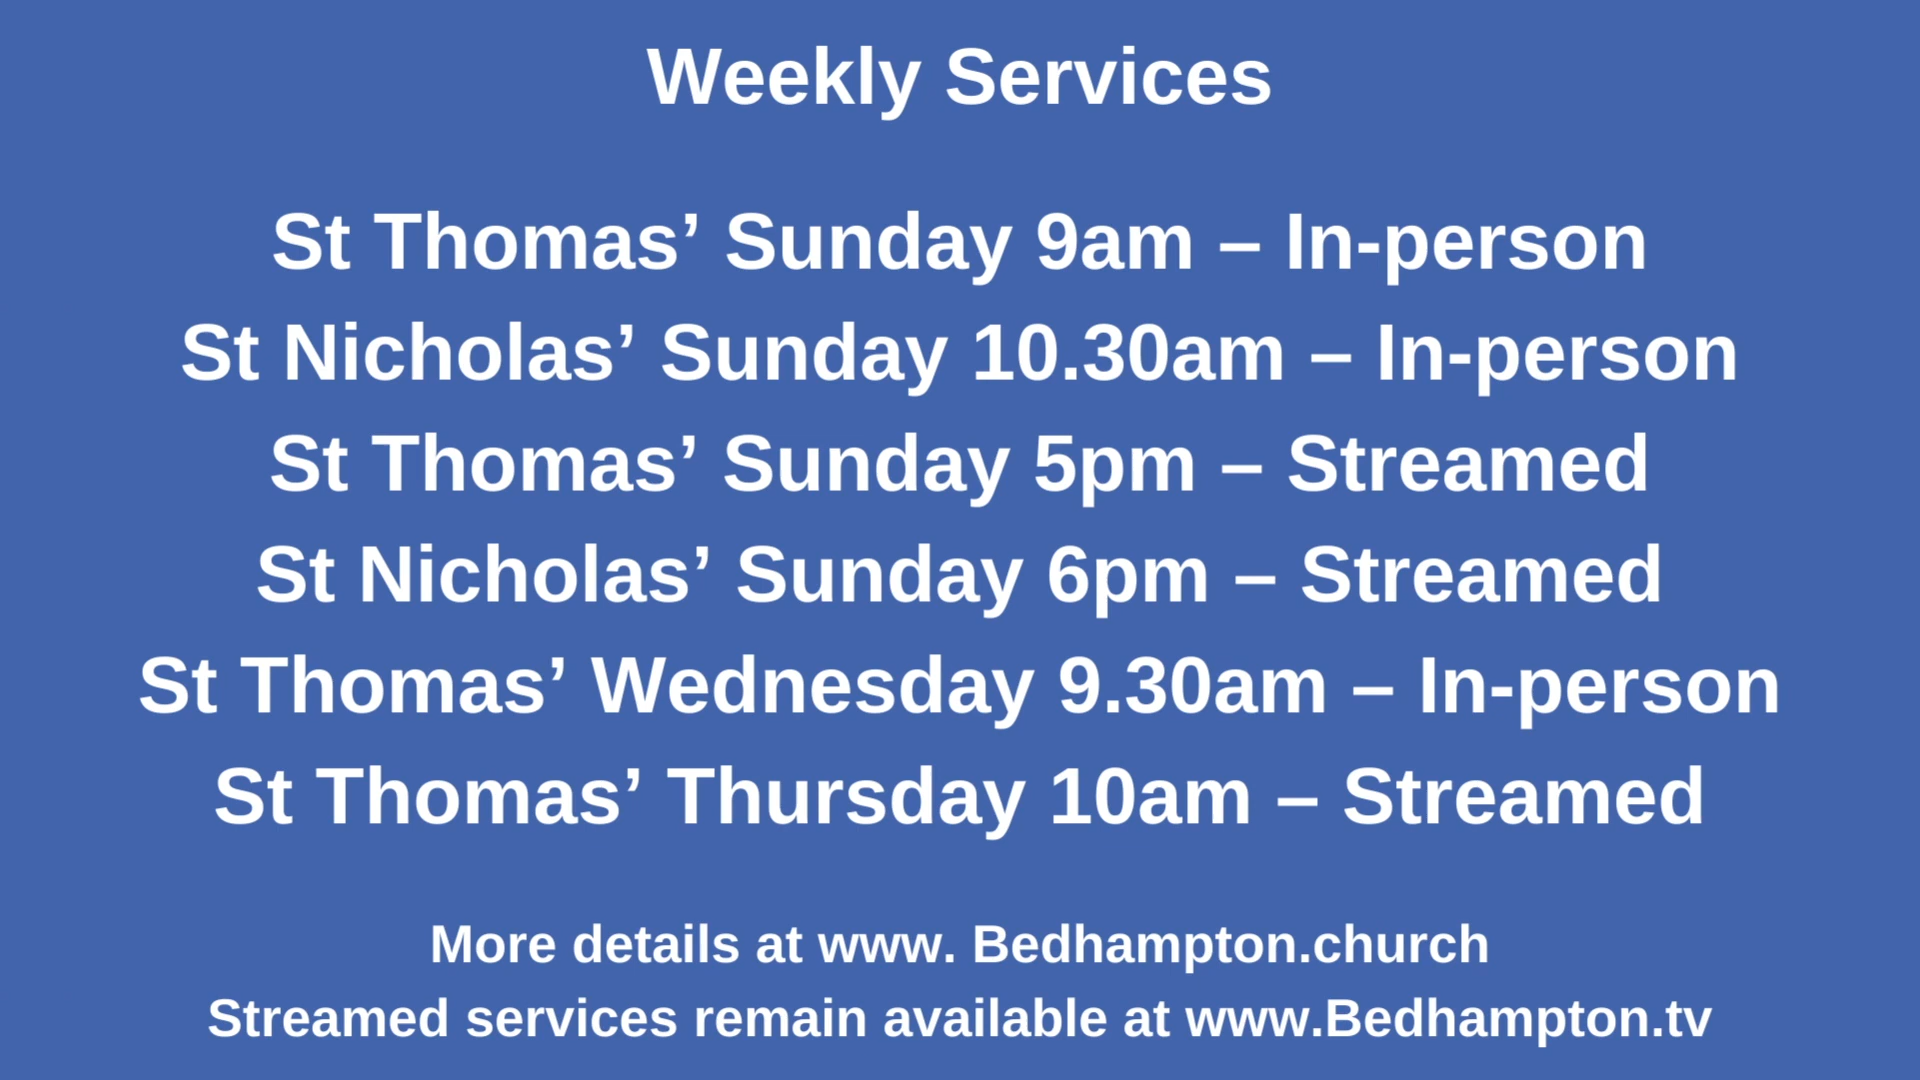 Weekly Services
St Thomas’ Sunday 9am – In-person
St Nicholas’ Sunday 10.30am – In-person
St Thomas’ Sunday 5pm – Streamed
St Nicholas’ Sunday 6pm – Streamed
St Thomas’ Wednesday 9.30am – In-person
St Thomas’ Thursday 10am – Streamed
More details at www. Bedhampton.church
Streamed services remain available at www.Bedhampton.tv